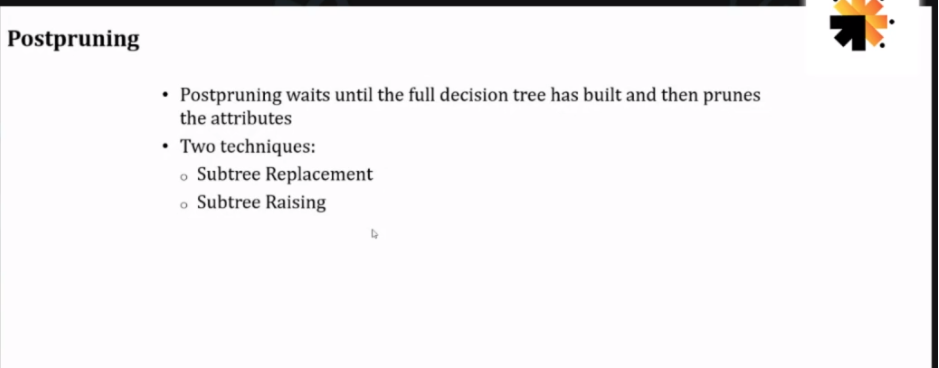 Postpruning
• Postpruning waits until the full decision tree has built and then prunes
the attributes
• Two techniques:
o Subtree Replacement
o Subtree Raising